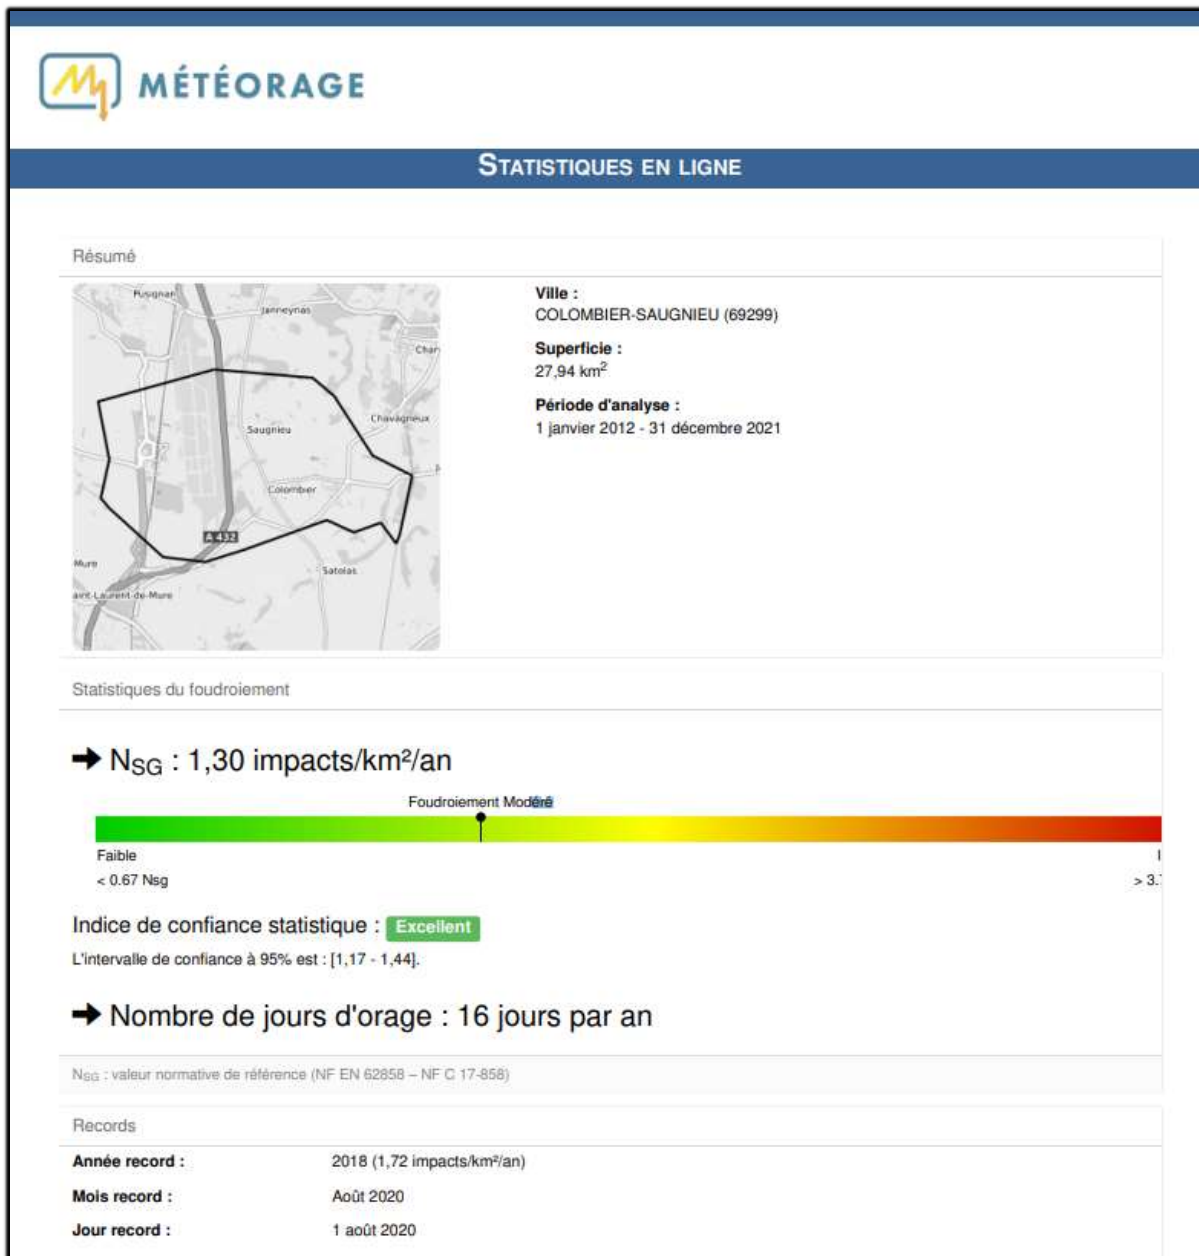 MÉTÉORAGE
STATISTIQUES EN LIGNE
Résumé
Pusignan
Janneyrias
Char
Chavagneux
Saugnieu
Colombier
A 432
Mure
Satolas
aint-Laurent-de-Mure
Ville :
COLOMBIER-SAUGNIEU (69299)
Superficie :
27,94 km²
Période d'analyse :
1 janvier 2012 - 31 décembre 2021
Statistiques du foudroiement
➜ NSG : 1,30 impacts/km²/an
Foudroiement Modéré
Faible
< 0.67 Nsg
> 3.
Indice de confiance statistique : Excellent
L'intervalle de confiance à 95% est : [1,17 - 1,44].
➜ Nombre de jours d'orage : 16 jours par an
NSG : valeur normative de référence (NF EN 62858 – NF C 17-858)
Records
Année record : 2018 (1,72 impacts/km²/an)
Mois record : Août 2020
Jour record : 1 août 2020